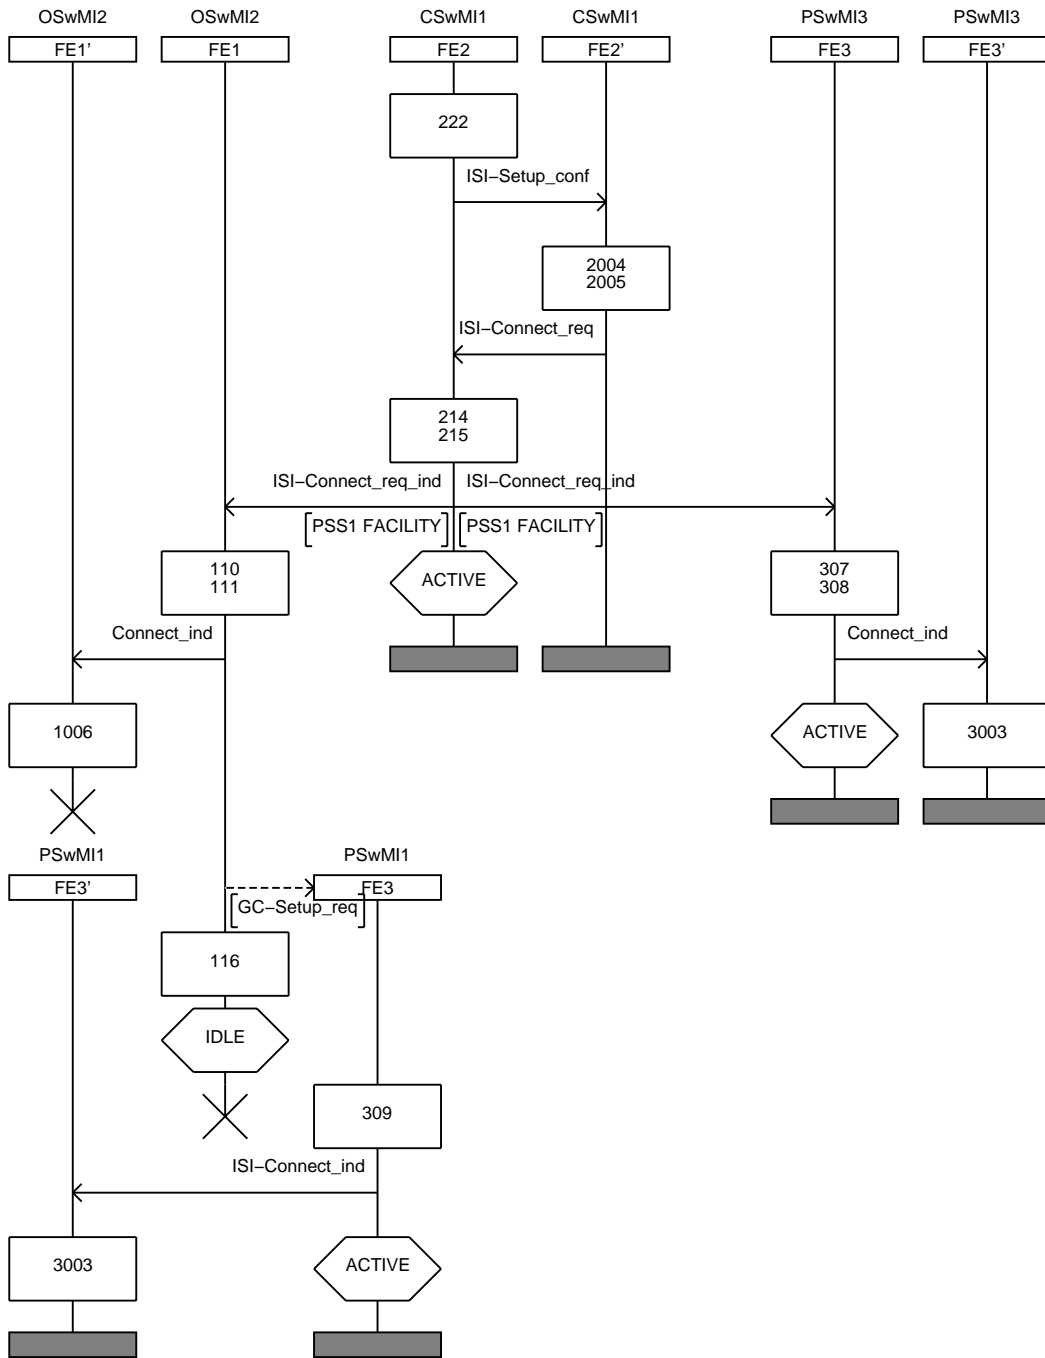 OSwMI2 OSwMI2 CSwMI1 CSwMI1 PSwMI3 PSwMI3
FE1’ FE1 FE2 FE2’ FE3 FE3’
222
ISI−Setup_conf
2004
2005
ISI−Connect_req
214
215
ISI−Connect_req_ind ISI−Connect_req_ind
[PSS1 FACILITY] [PSS1 FACILITY]
110
111
ACTIVE
307
308
Connect_ind Connect_ind
1006 ACTIVE 3003
PSwMI1 PSwMI1
FE3’ FE3
[GC−Setup_req]
116
IDLE
309
ISI−Connect_ind
3003 ACTIVE